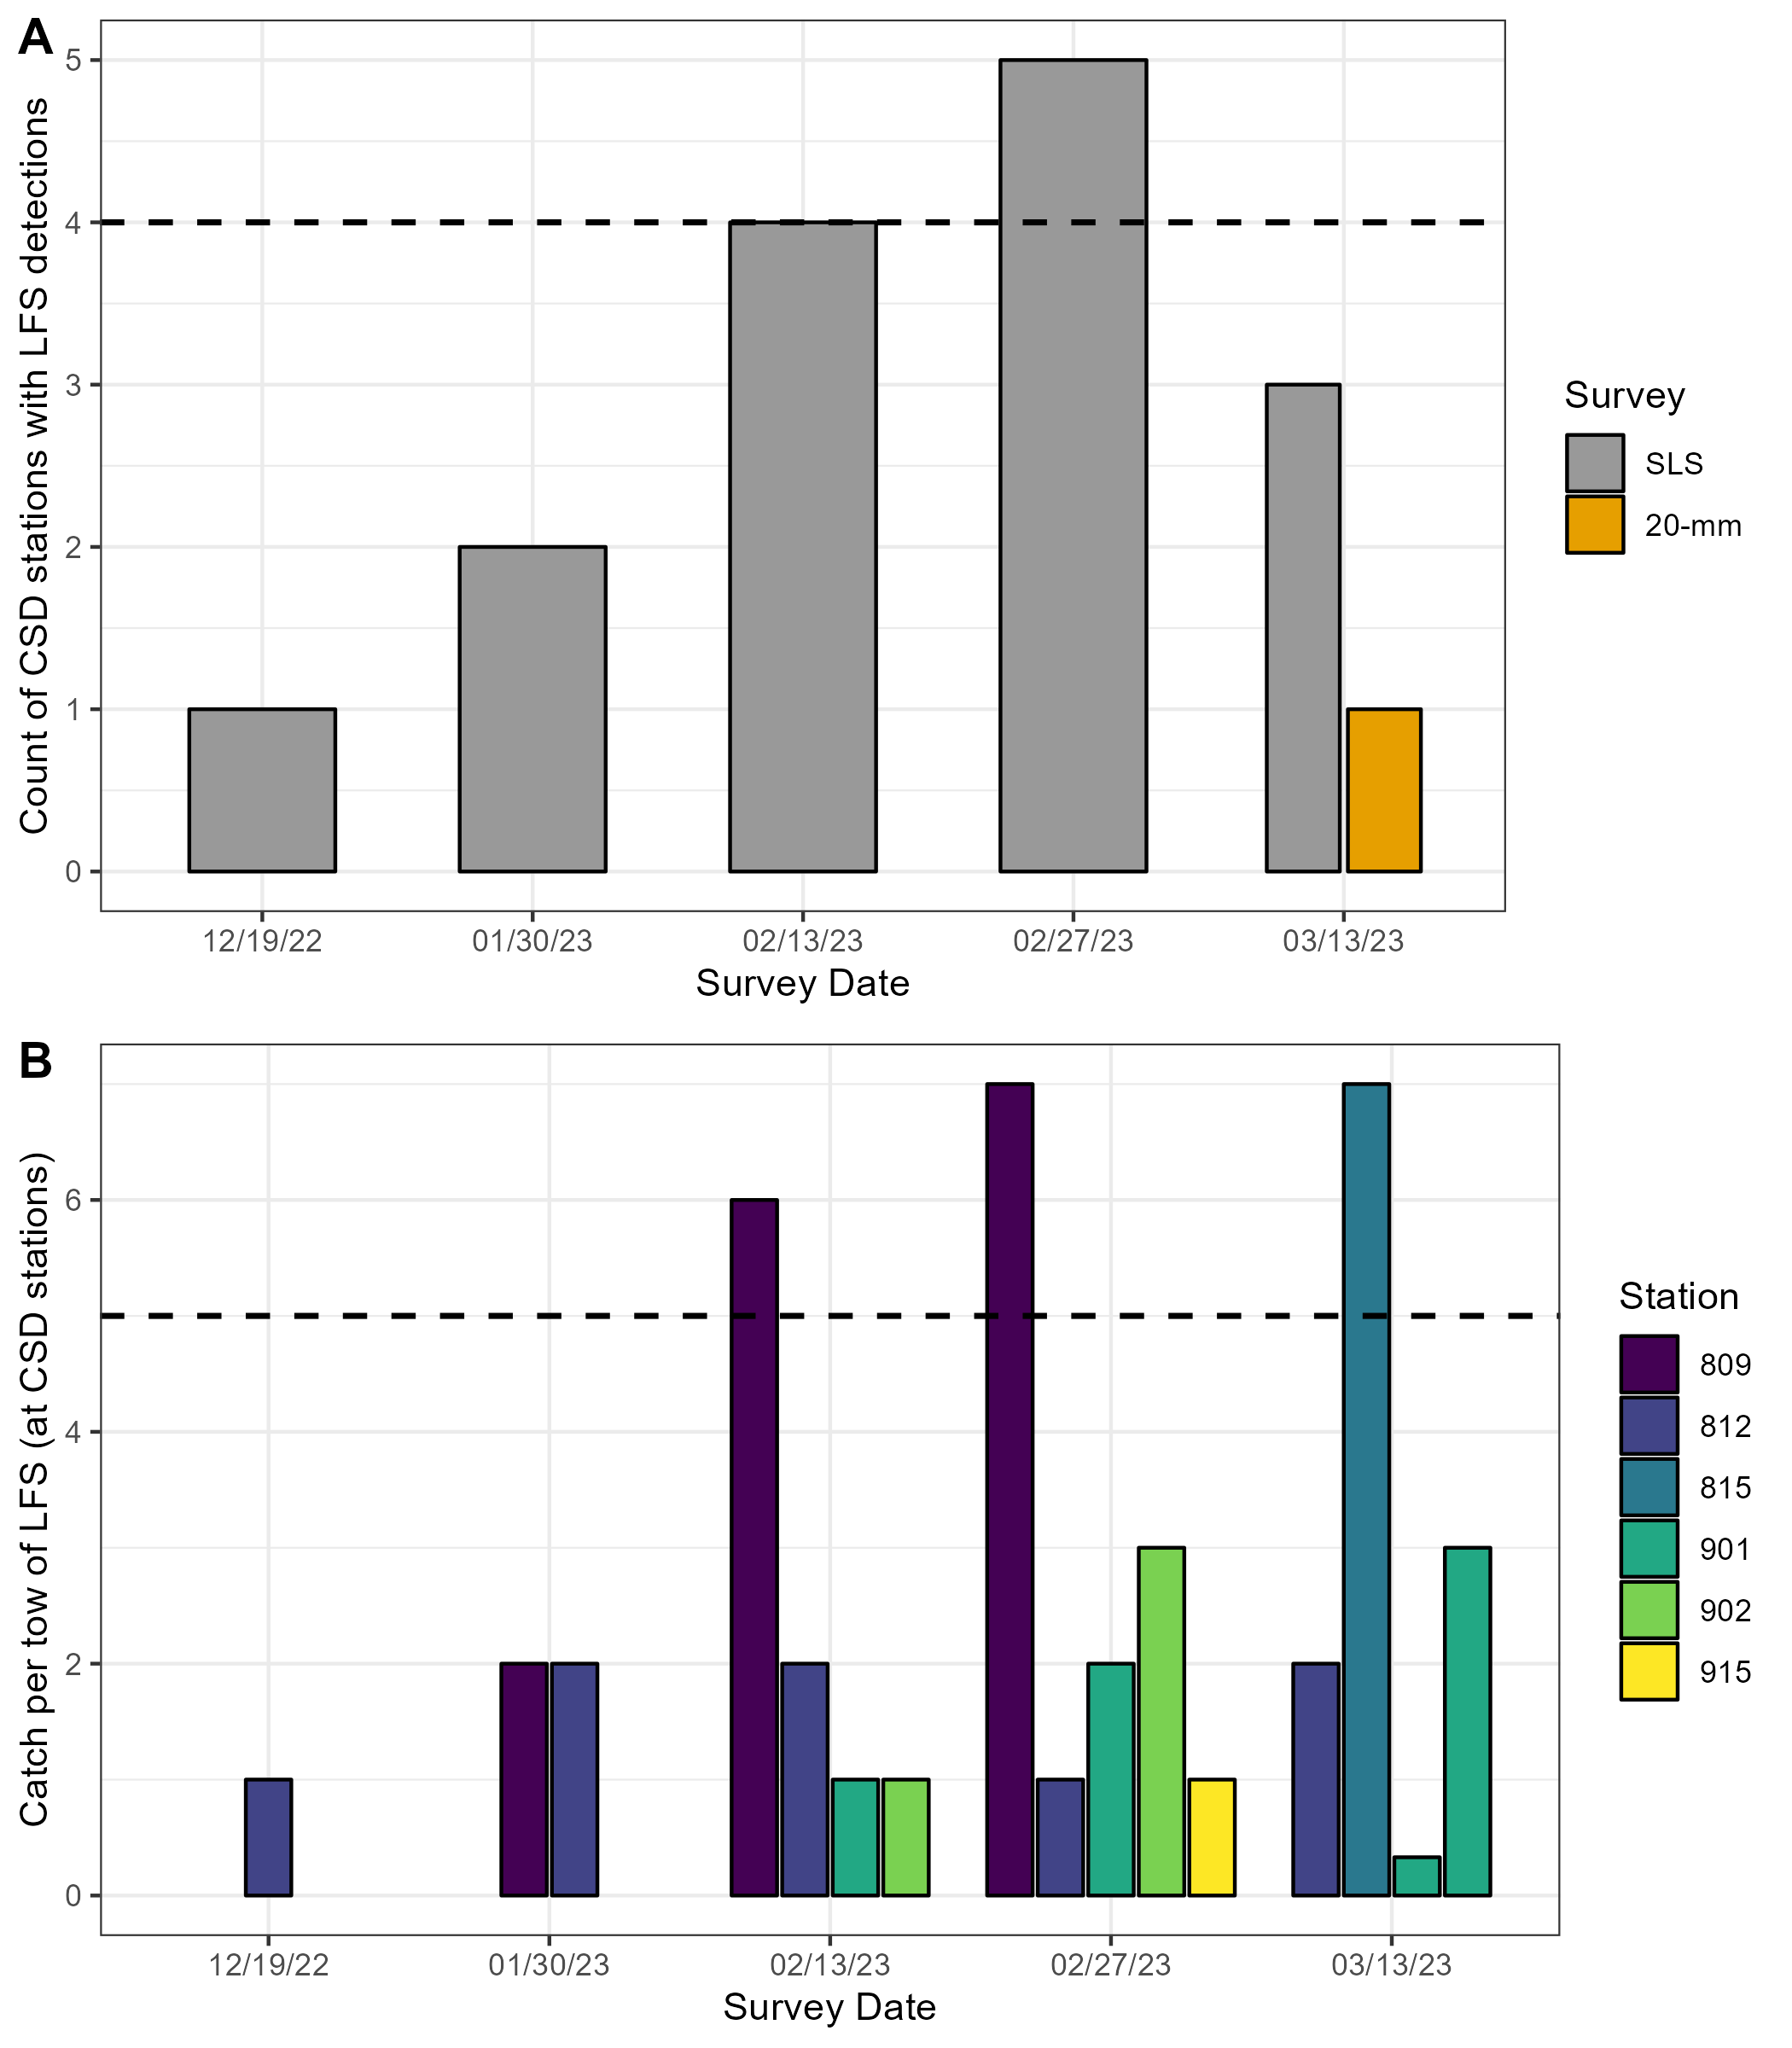 A
Count of CSD stations with LFS detections
5
4
3
2
1
0
12/19/22 01/30/23 02/13/23 02/27/23 03/13/23
Survey Date
Survey
SLS
20-mm
B
Catch per tow of LFS (at CSD stations)
6
4
2
0
12/19/22 01/30/23 02/13/23 02/27/23 03/13/23
Survey Date
Station
809
812
815
901
902
915